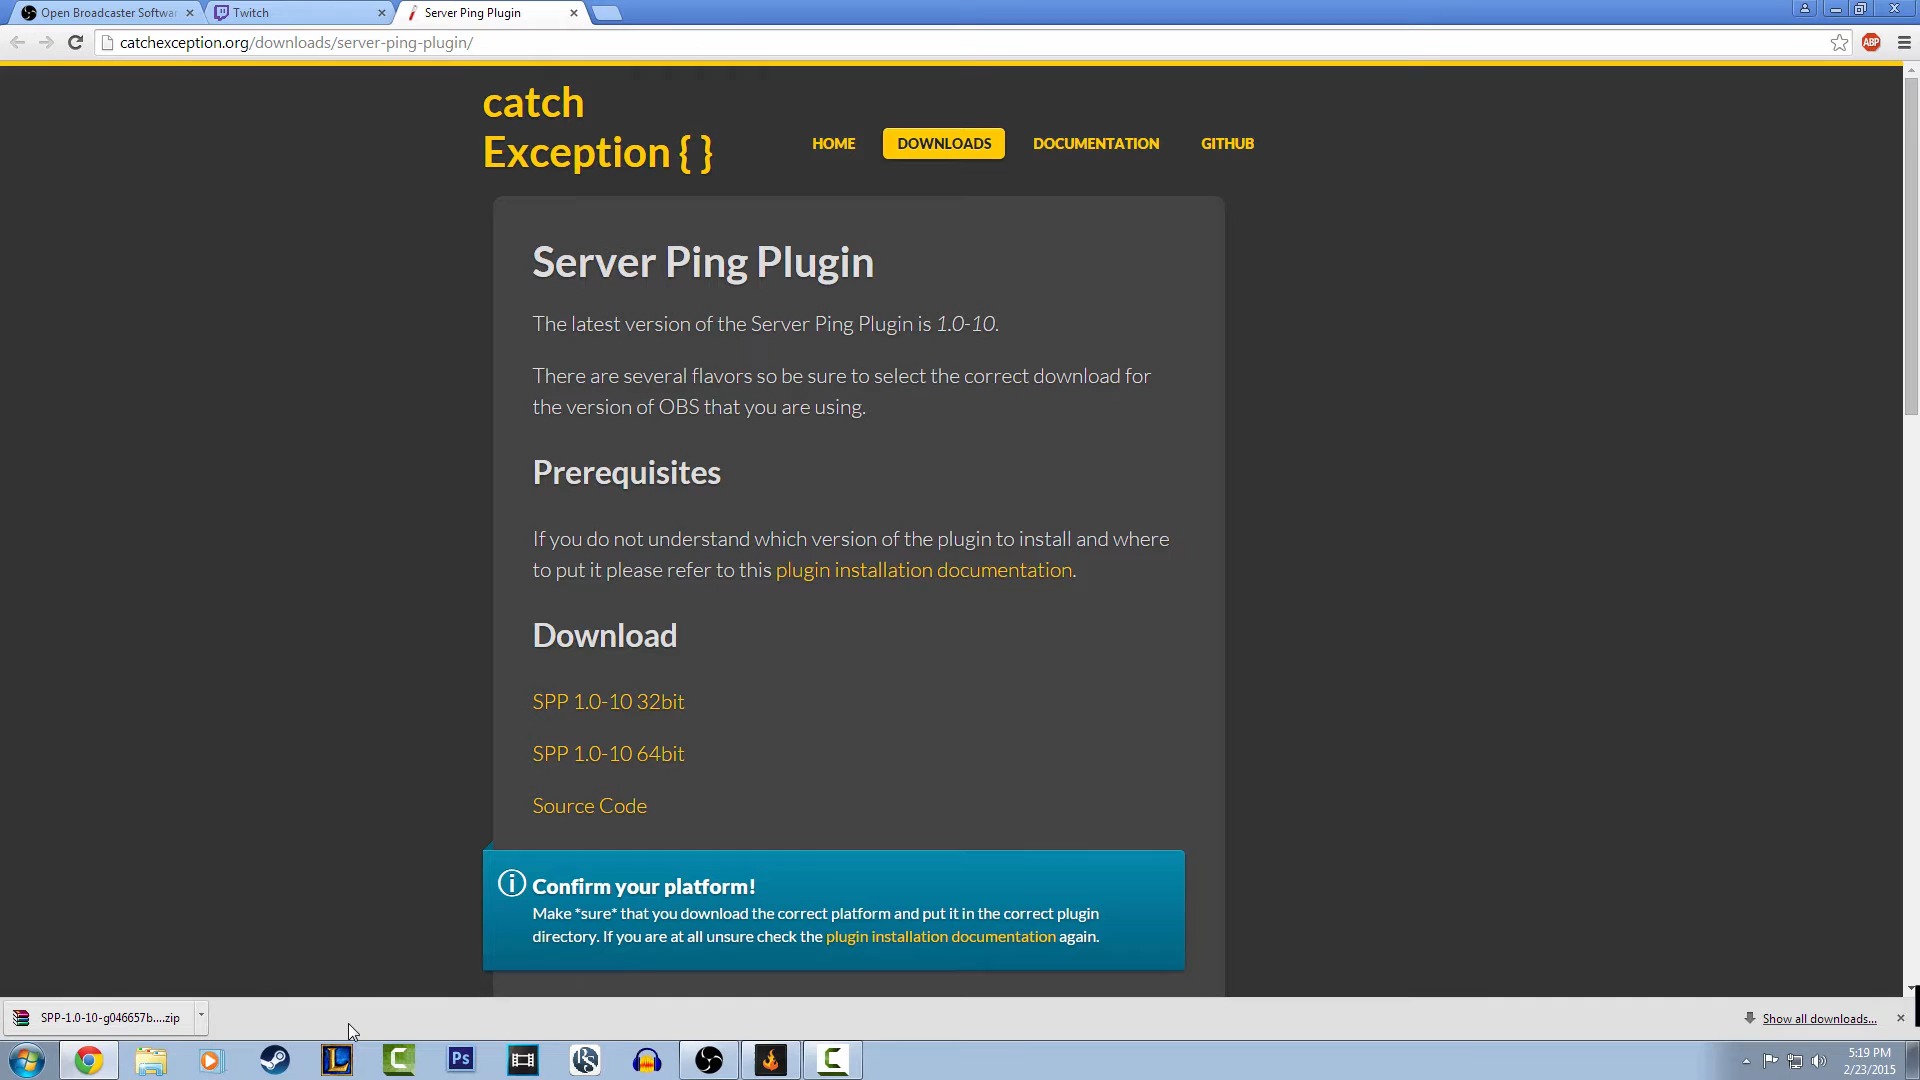 Open Broadcaster Softwa
Twitch
Server Ping Plugin
catchexception.org/downloads/server-ping-plugin/
ABP
catch
Exception { }
HOME
DOWNLOADS
DOCUMENTATION
GITHUB
Server Ping Plugin
The latest version of the Server Ping Plugin is 1.0-10.
There are several flavors so be sure to select the correct download for
the version of OBS that you are using.
Prerequisites
If you do not understand which version of the plugin to install and where
to put it please refer to this plugin installation documentation.
Download
SPP 1.0-10 32bit
SPP 1.0-10 64bit
Source Code
Confirm your platform!
Make *sure* that you download the correct platform and put it in the correct plugin
directory. If you are at all unsure check the plugin installation documentation again.
SPP-1.0-10-g046657b....zip
Show all downloads...
Ps
5:19 PM
2/23/2015